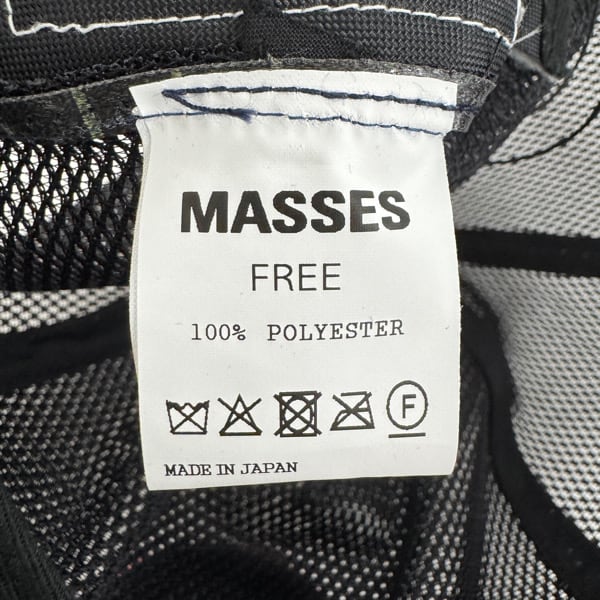 MASSES
FREE
100% POLYESTER
F
MADE IN JAPAN